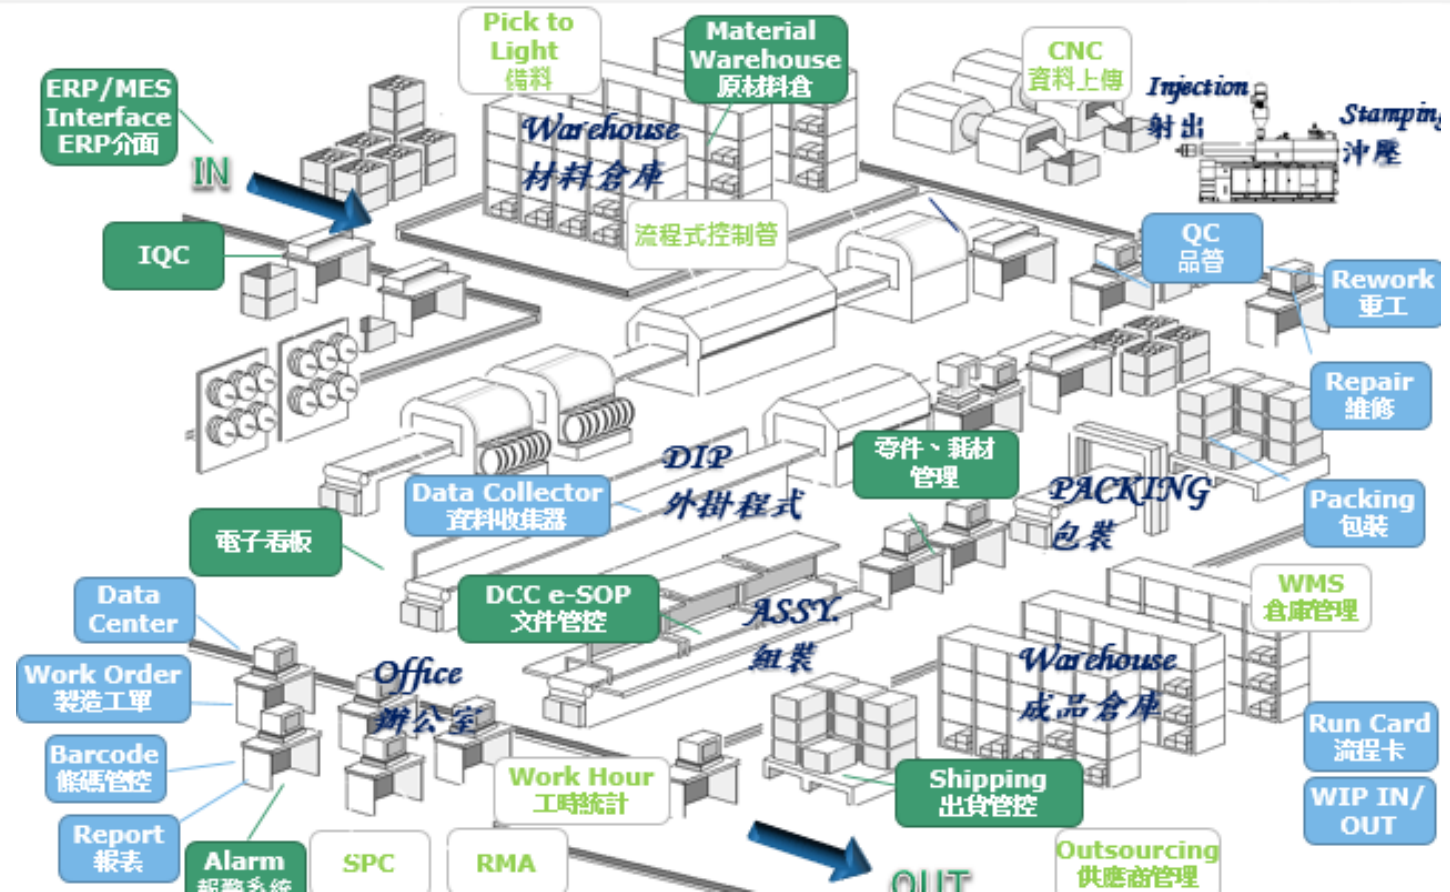 Pick to
Light
備料
Material
Warehouse
原材料倉
CNC
資料上傳
ERP/MES
Interface
ERP介面
Injection
射出
Stamping
沖壓
IN
Warehouse
材料倉庫
IQC
流程式控制管
QC
品管
Rework
重工
Repair
維修
DIP
外掛程式
零件、耗材
管理
PACKING
包裝
Packing
包裝
Data Collector
資料收集器
電子看板
DCC e-SOP
文件管控
ASSY.
組裝
WMS
倉庫管理
Data
Center
Work Order
製造工單
Office
辦公室
Warehouse
成品倉庫
Run Card
流程卡
Barcode
條碼管控
Work Hour
工時統計
Shipping
出貨管控
WIP IN/
OUT
Report
報表
Alarm
報警系統
SPC
RMA
OUT
Outsourcing
供應商管理